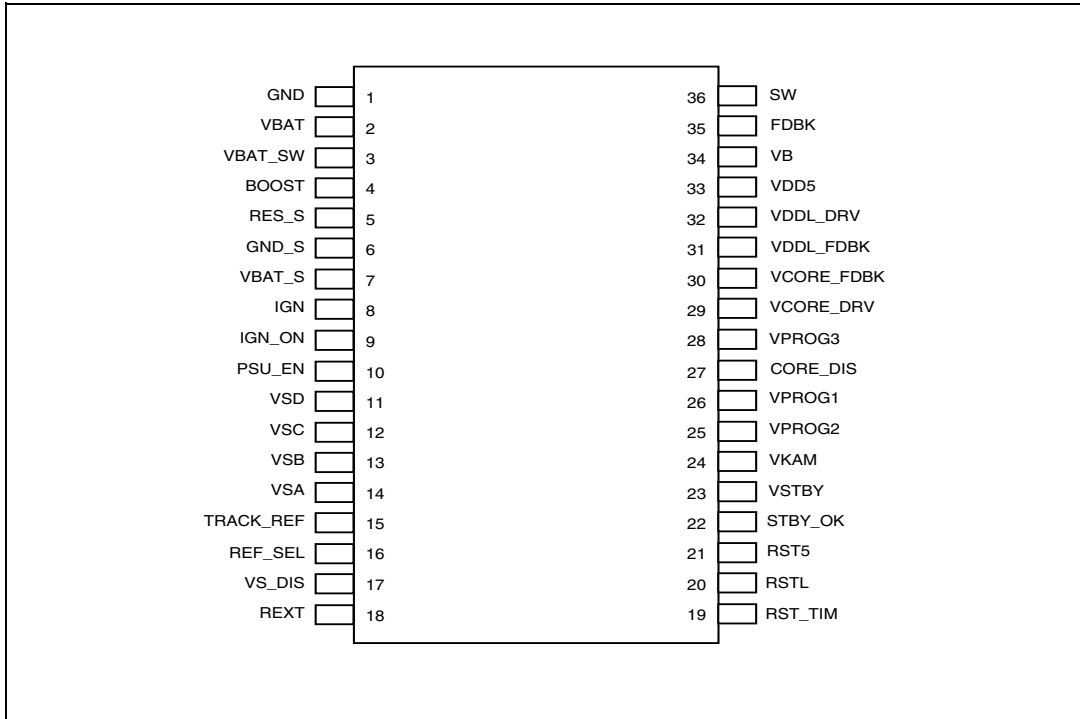 GND 1 36 SW
VBAT 2 35 FDBK
VBAT_SW 3 34 VB
BOOST 4 33 VDD5
RES_S 5 32 VDDL_DRV
GND_S 6 31 VDDL_FDBK
VBAT_S 7 30 VCORE_FDBK
IGN 8 29 VCORE_DRV
IGN_ON 9 28 VPROG3
PSU_EN 10 27 CORE_DIS
VSD 11 26 VPROG1
VSC 12 25 VPROG2
VSB 13 24 VKAM
VSA 14 23 VSTBY
TRACK_REF 15 22 STBY_OK
REF_SEL 16 21 RST5
VS_DIS 17 20 RSTL
REXT 18 19 RST_TIM